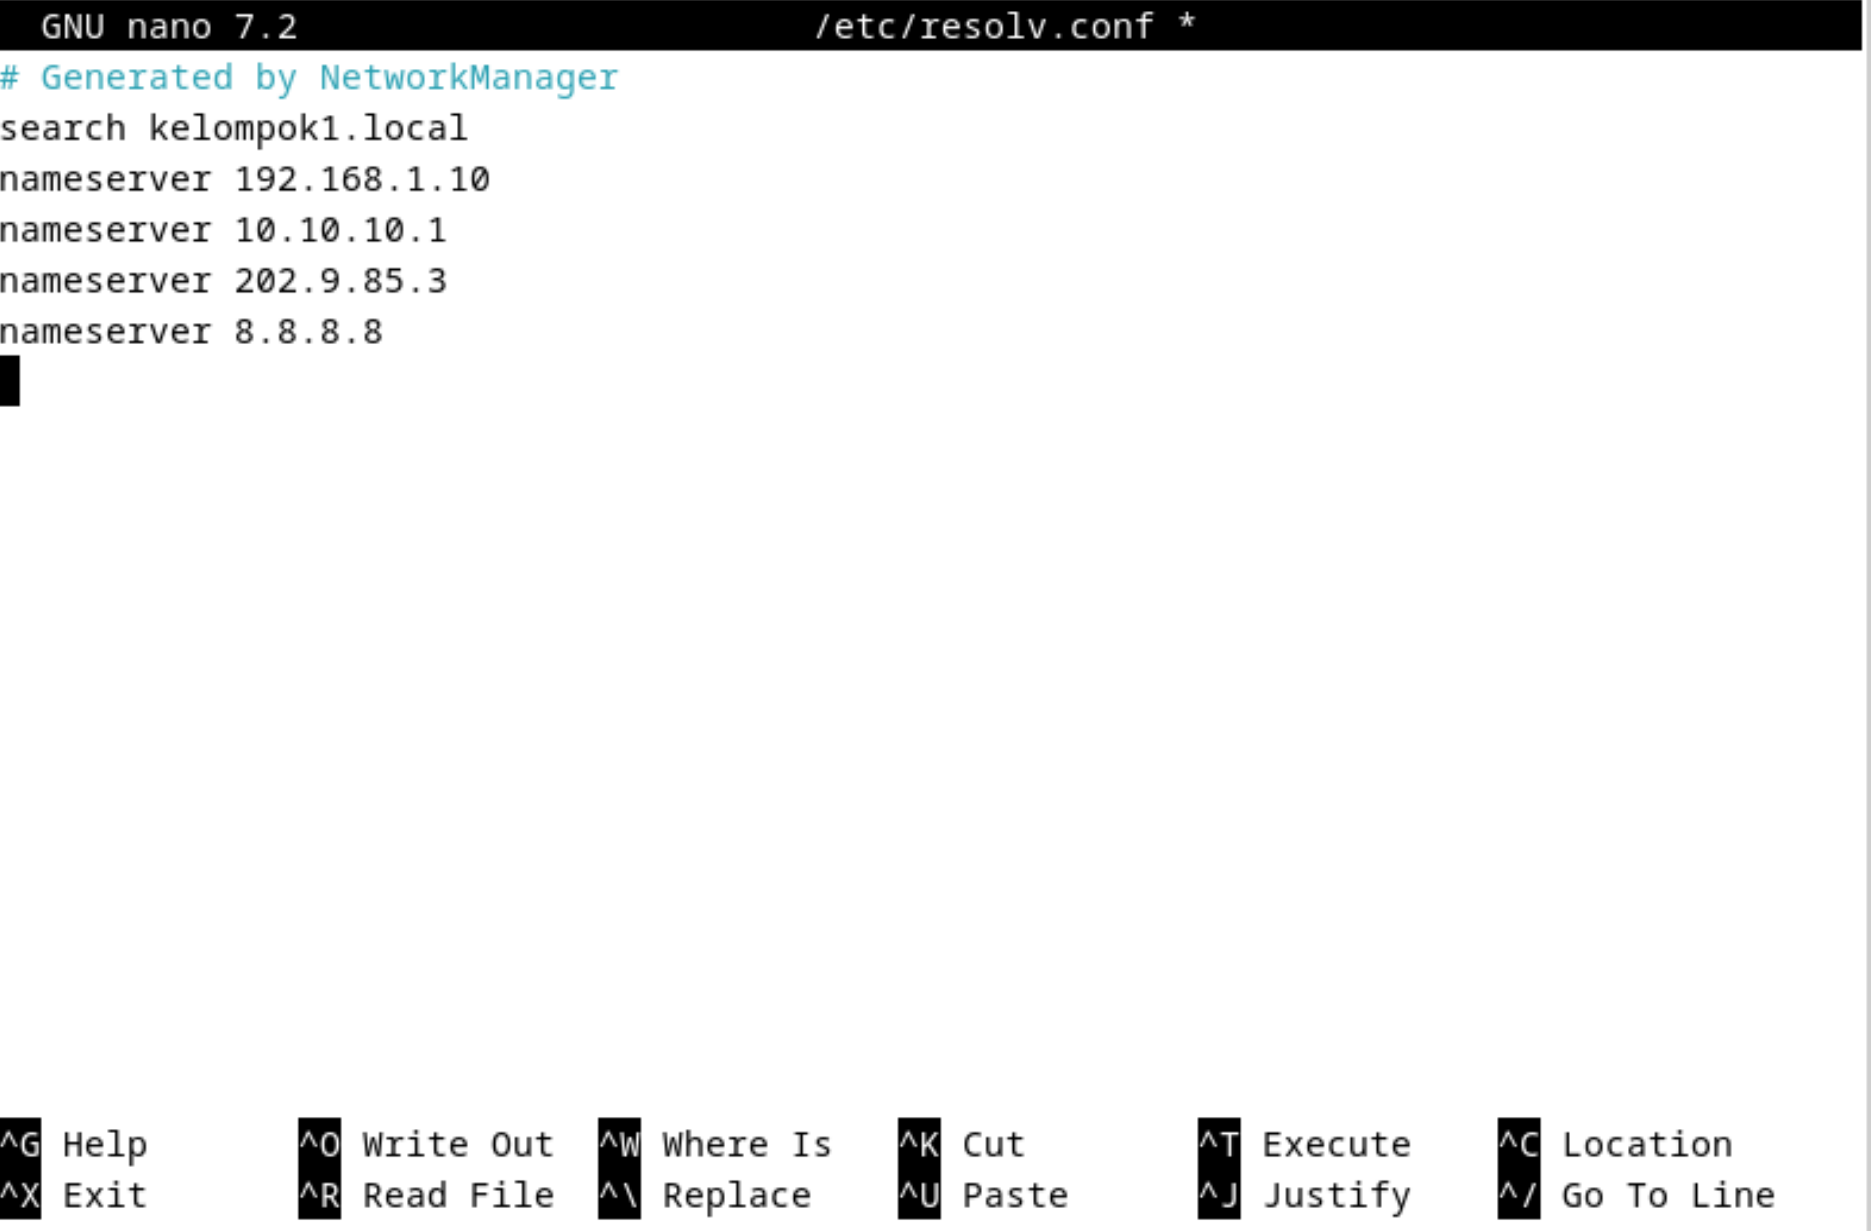 GNU nano 7.2 /etc/resolv.conf *
# Generated by NetworkManager
search kelompok1.local
nameserver 192.168.1.10
nameserver 10.10.10.1
nameserver 202.9.85.3
nameserver 8.8.8.8
^G Help ^O Write Out ^W Where Is ^K Cut ^T Execute ^C Location
^X Exit ^R Read File ^\ Replace ^U Paste ^J Justify ^/ Go To Line